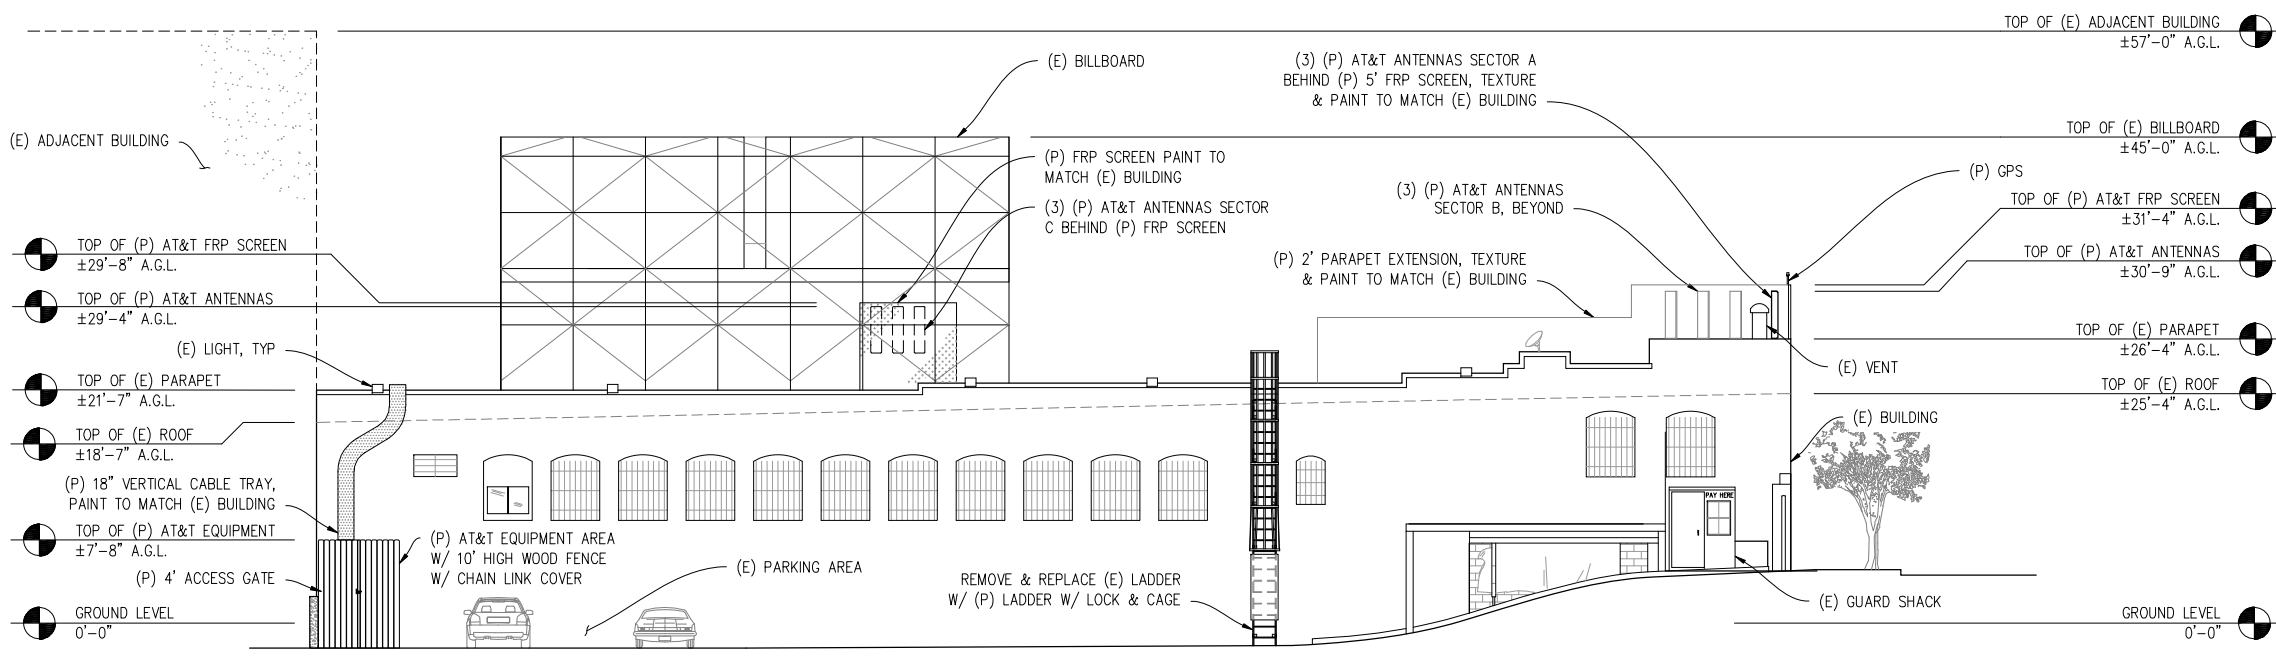 TOP OF (E) ADJACENT BUILDING
±57'-0" A.G.L.
(E) BILLBOARD
(3) (P) AT&T ANTENNAS SECTOR A
BEHIND (P) 5' FRP SCREEN, TEXTURE
& PAINT TO MATCH (E) BUILDING
(E) ADJACENT BUILDING
TOP OF (E) BILLBOARD
±45'-0" A.G.L.
(P) FRP SCREEN PAINT TO
MATCH (E) BUILDING
(P) GPS
(3) (P) AT&T ANTENNAS
SECTOR B, BEYOND
TOP OF (P) AT&T FRP SCREEN
±31'-4" A.G.L.
(3) (P) AT&T ANTENNAS SECTOR
C BEHIND (P) FRP SCREEN
TOP OF (P) AT&T FRP SCREEN
±29'-8" A.G.L.
(P) 2' PARAPET EXTENSION, TEXTURE
& PAINT TO MATCH (E) BUILDING
TOP OF (P) AT&T ANTENNAS
±30'-9" A.G.L.
TOP OF (P) AT&T ANTENNAS
±29'-4" A.G.L.
TOP OF (E) PARAPET
±26'-4" A.G.L.
(E) LIGHT, TYP
(E) VENT
TOP OF (E) PARAPET
±21'-7" A.G.L.
TOP OF (E) ROOF
±25'-4" A.G.L.
(E) BUILDING
TOP OF (E) ROOF
±18'-7" A.G.L.
(P) 18" VERTICAL CABLE TRAY,
PAINT TO MATCH (E) BUILDING
PAY HERE
TOP OF (P) AT&T EQUIPMENT
±7'-8" A.G.L.
(P) AT&T EQUIPMENT AREA
W/ 10' HIGH WOOD FENCE
W/ CHAIN LINK COVER
(E) PARKING AREA
(P) 4' ACCESS GATE
REMOVE & REPLACE (E) LADDER
W/ (P) LADDER W/ LOCK & CAGE
(E) GUARD SHACK
GROUND LEVEL
0'-0"
GROUND LEVEL
0'-0"